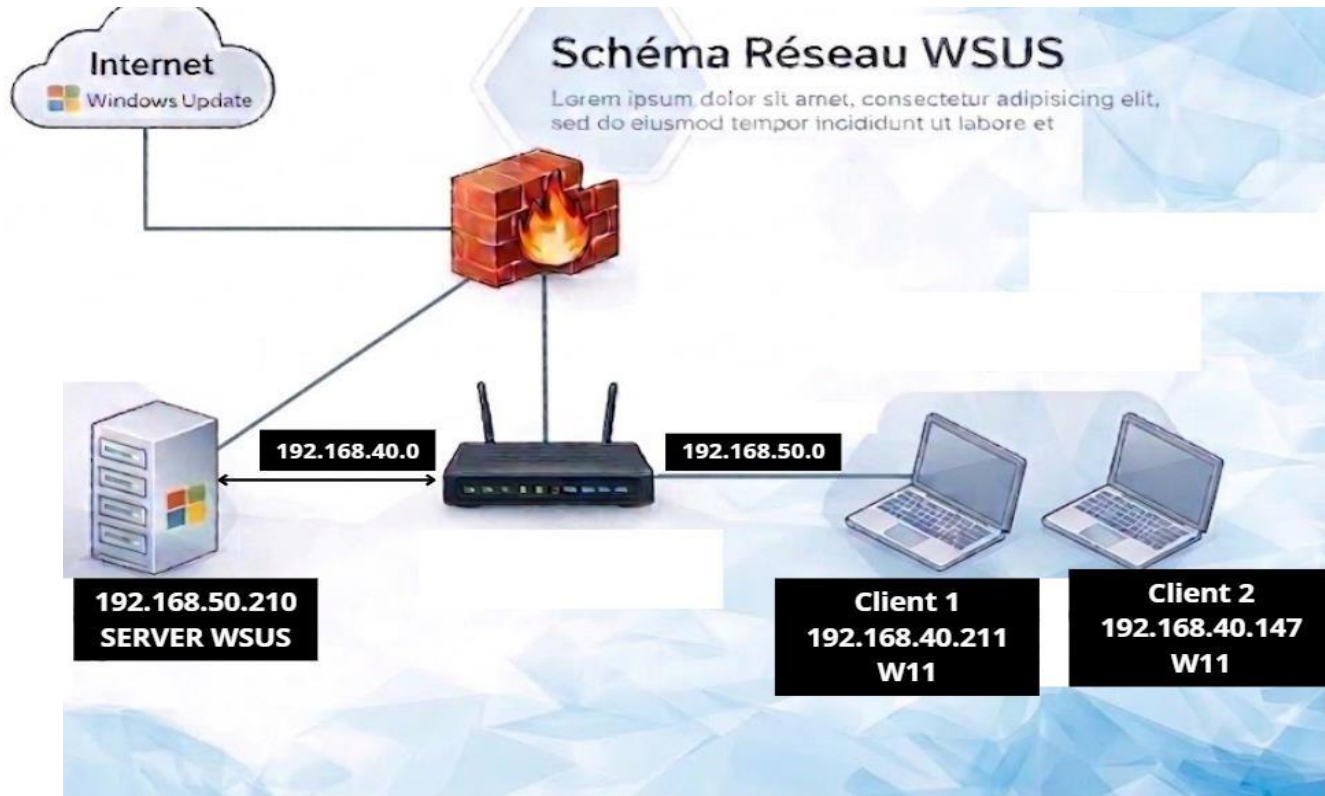 Internet
Windows Update
Schéma Réseau WSUS
Lorem ipsum dolor sit amet, consectetur adipisicing elit,
sed do eiusmod tempor incididunt ut labore et
192.168.40.0
192.168.50.0
192.168.50.210
SERVER WSUS
Client 1
192.168.40.211
W11
Client 2
192.168.40.147
W11